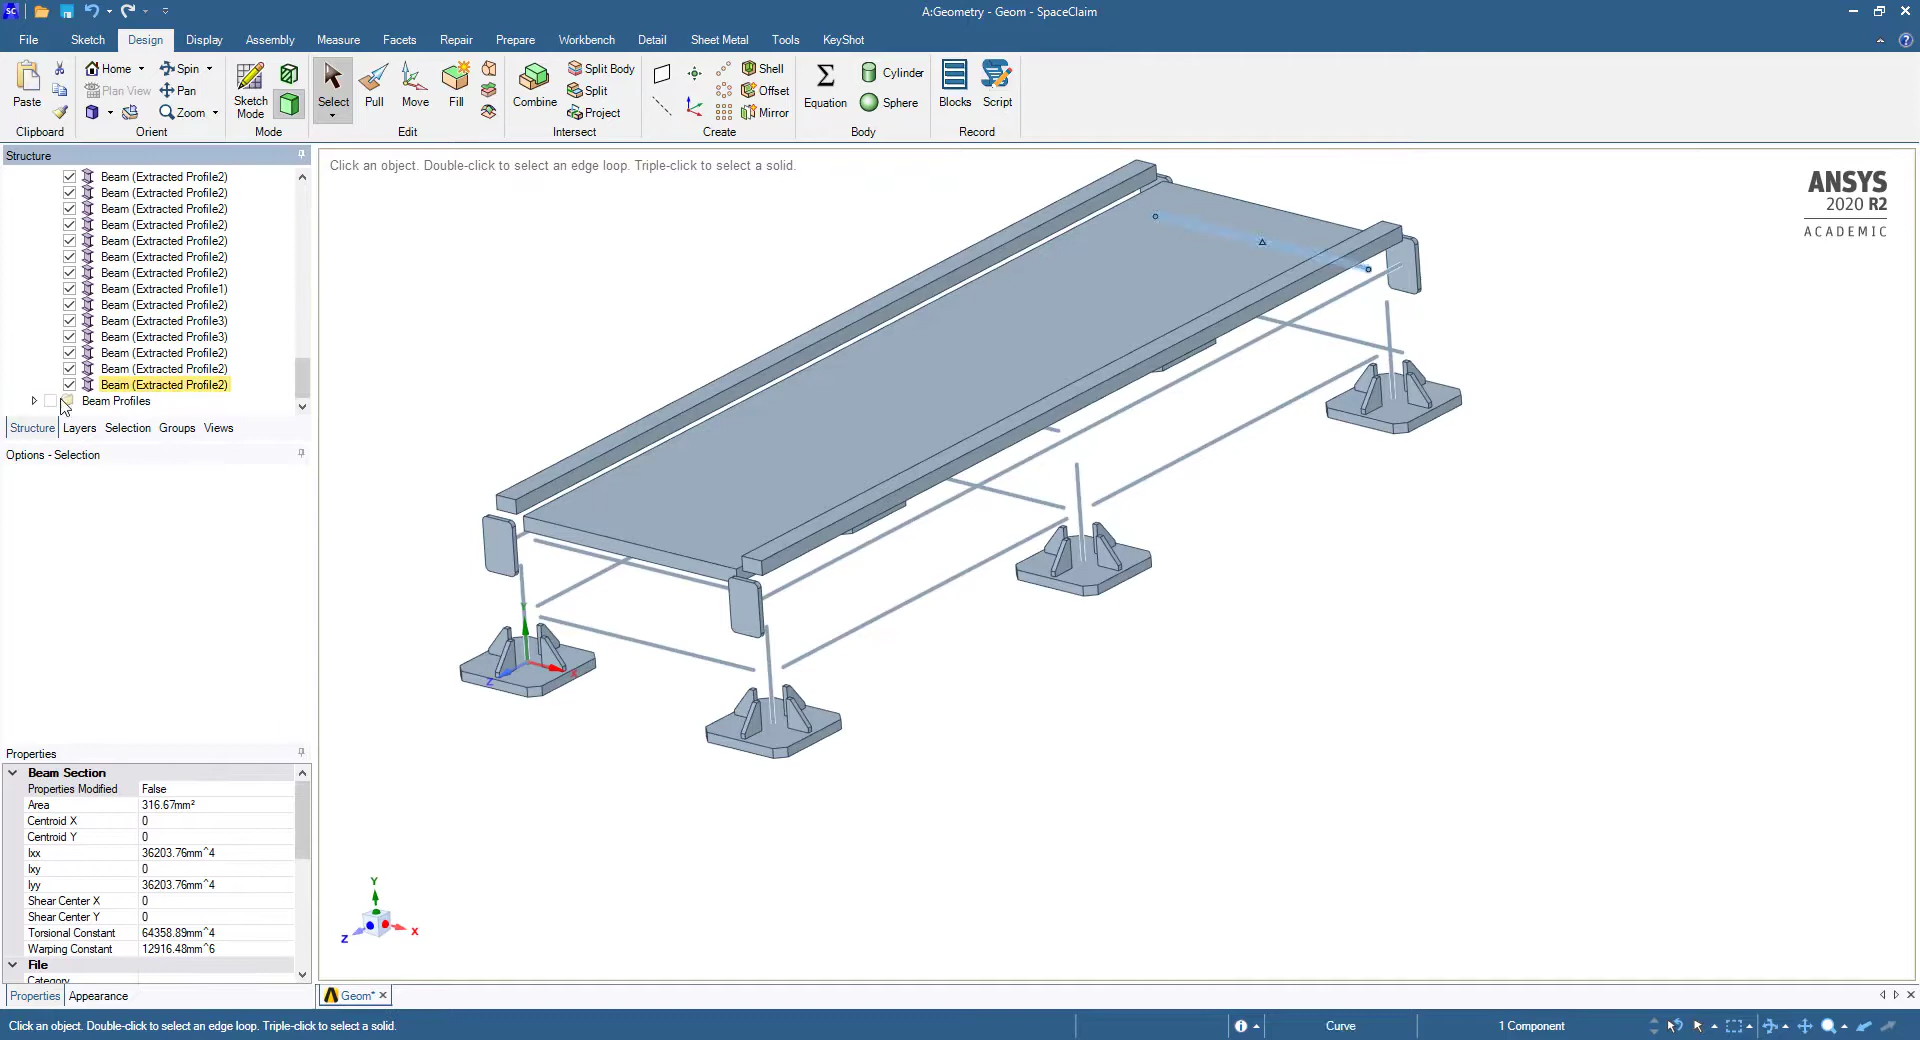 A:Geometry - Geom - SpaceClaim
File Sketch Design Display Assembly Measure Facets Repair Prepare Workbench Detail Sheet Metal Tools KeyShot
Home Spin Split Body Shell Cylinder
Plan View Pan Split Offset
Zoom Project Mirror Sphere
Paste Sketch Mode Select Pull Move Fill Combine Equation Blocks Script
Clipboard Orient Mode Edit Intersect Create Body Record
Structure
Click an object. Double-click to select an edge loop. Triple-click to select a solid.
ANSYS
2020 R2
ACADEMIC
Beam (Extracted Profile2)
Beam (Extracted Profile2)
Beam (Extracted Profile2)
Beam (Extracted Profile2)
Beam (Extracted Profile2)
Beam (Extracted Profile2)
Beam (Extracted Profile2)
Beam (Extracted Profile1)
Beam (Extracted Profile2)
Beam (Extracted Profile3)
Beam (Extracted Profile3)
Beam (Extracted Profile2)
Beam (Extracted Profile2)
Beam (Extracted Profile2)
Beam Profiles
Structure Layers Selection Groups Views
Options - Selection
Properties
Beam Section
Properties Modified False
Area 316.67mm²
Centroid X 0
Centroid Y 0
Ixx 36203.76mm^4
Ixy 0
Iyy 36203.76mm^4
Shear Center X 0
Shear Center Y 0
Torsional Constant 64358.89mm^4
Warping Constant 12916.48mm^6
File
Category
Properties Appearance
Y
Z
X
Y
Z
X
Geom*
Click an object. Double-click to select an edge loop. Triple-click to select a solid.
Curve
1 Component